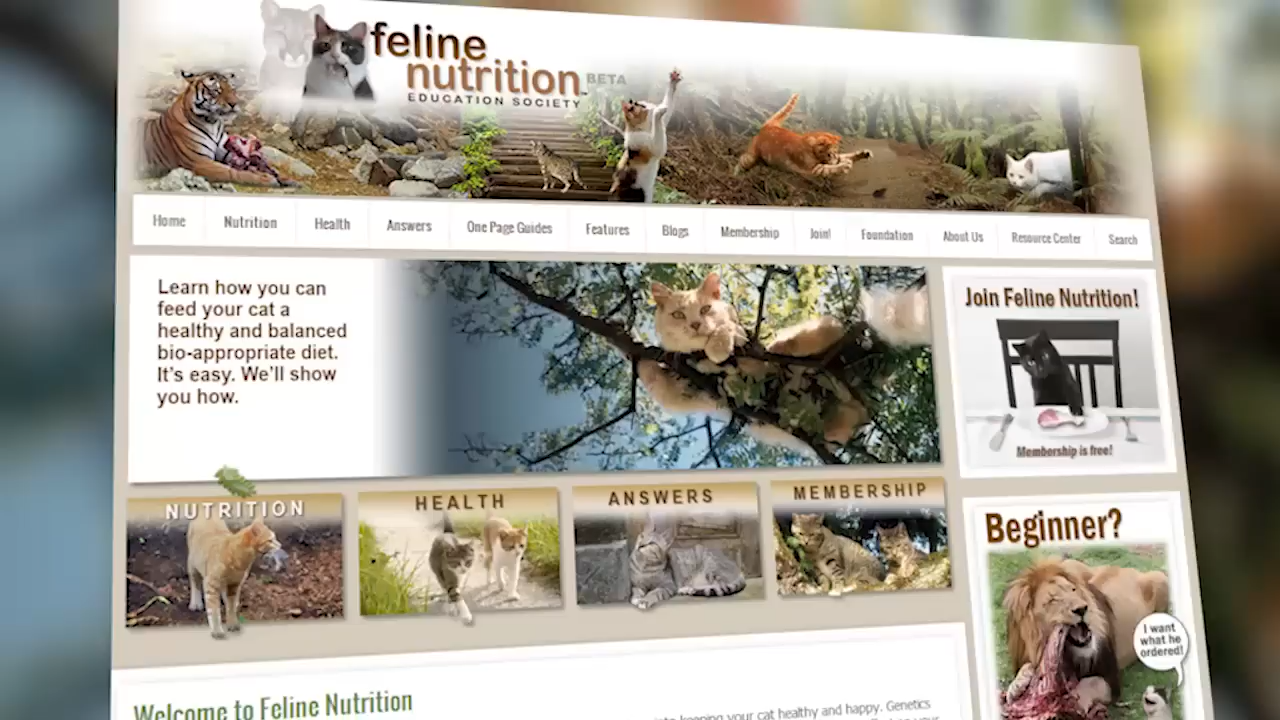 feline
nutrition BETA
EDUCATION SOCIETY
Home Nutrition Health Answers One Page Guides Features Blogs Membership Join! Foundation About Us Resource Center Search
Learn how you can
feed your cat a
healthy and balanced
bio-appropriate diet.
It's easy. We'll show
you how.
Join Feline Nutrition!
Membership is free!
NUTRITION
HEALTH
ANSWERS
MEMBERSHIP
Beginner?
I want
what he
ordered!
Welcome to Feline Nutrition
keeping your cat healthy and happy. Genetics